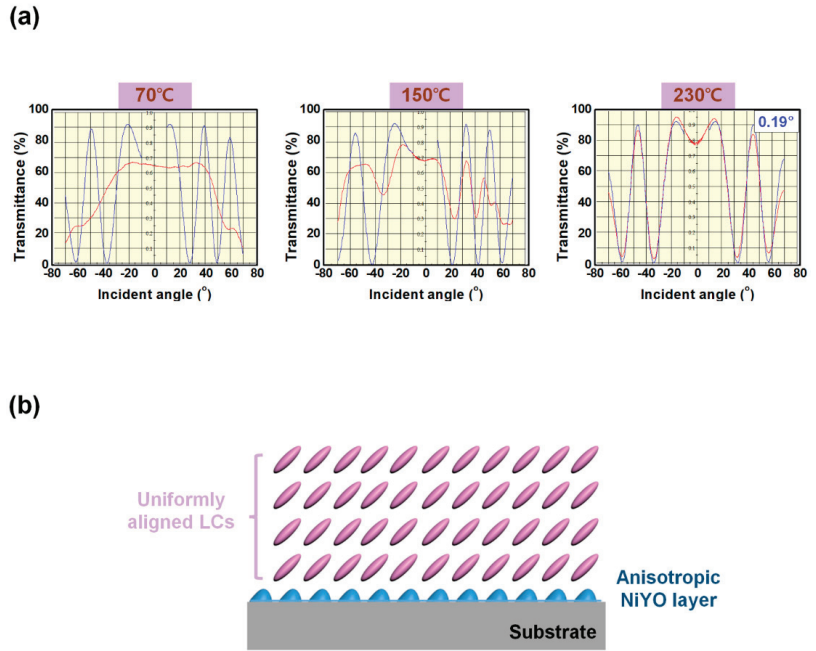 (a)
70℃ 150℃ 230℃
Transmittance (%)
100
80
60
40
20
0
-80 -60 -40 -20 0 20 40 60 80
Incident angle (°)
Transmittance (%)
100
80
60
40
20
0
-80 -60 -40 -20 0 20 40 60 80
Incident angle (°)
0.19°
Transmittance (%)
100
80
60
40
20
0
-80 -60 -40 -20 0 20 40 60 80
Incident angle (°)
(b)
Uniformly
aligned LCs
Anisotropic
NiYO layer
Substrate